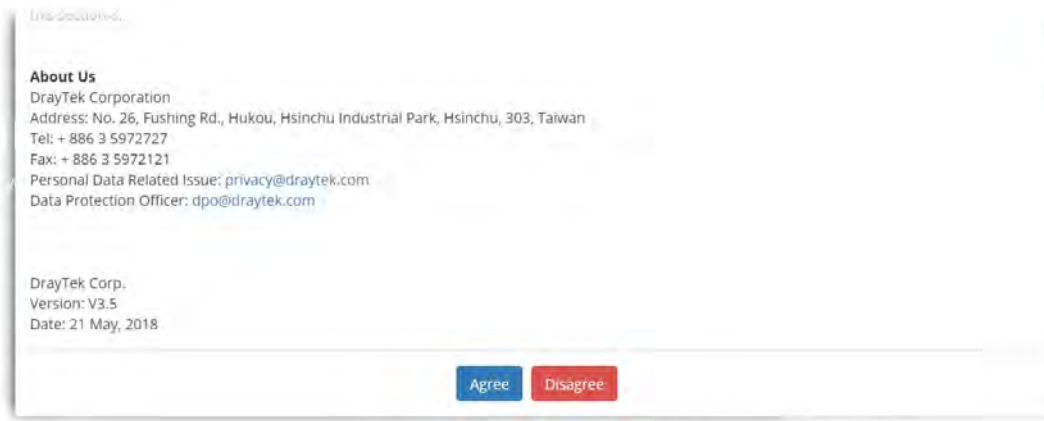 About Us
DrayTek Corporation
Address: No. 26, Fushing Rd., Hukou, Hsinchu Industrial Park, Hsinchu, 303, Taiwan
Tel: + 886 3 5972727
Fax: + 886 3 5972121
Personal Data Related Issue: privacy@draytek.com
Data Protection Officer: dpo@draytek.com
DrayTek Corp.
Version: V3.5
Date: 21 May, 2018
Agree Disagree